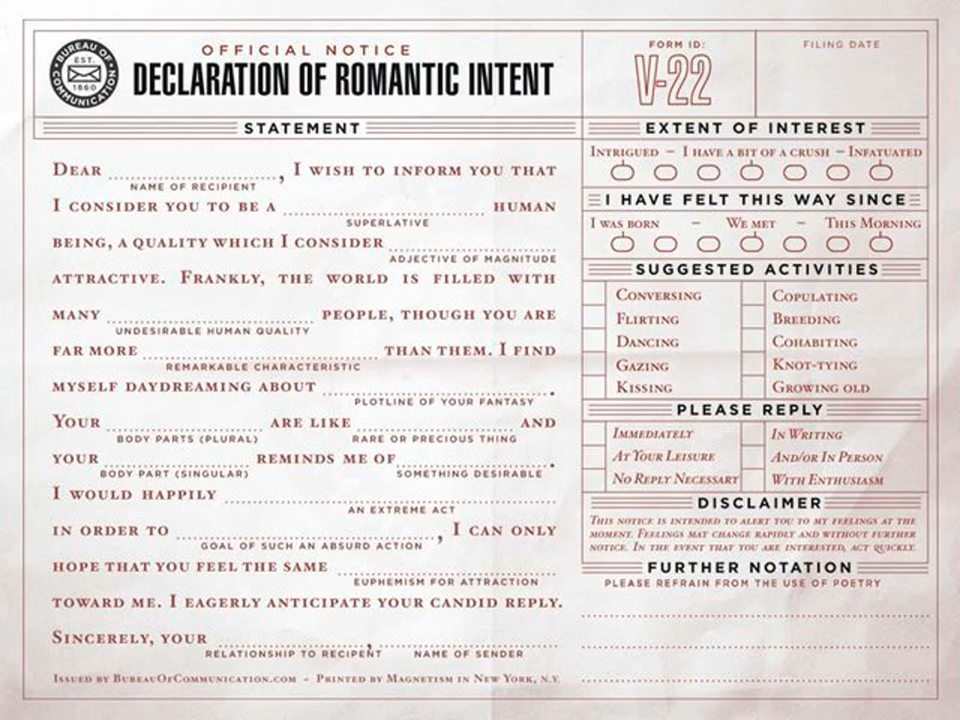 BUREAU OF COMMUNICATION
EST.
1860
OFFICIAL NOTICE
DECLARATION OF ROMANTIC INTENT
FORM ID:
V-22
FILING DATE
STATEMENT
DEAR ..., I WISH TO INFORM YOU THAT
NAME OF RECIPIENT
I CONSIDER YOU TO BE A ... HUMAN
SUPERLATIVE
BEING, A QUALITY WHICH I CONSIDER
ADJECTIVE OF MAGNITUDE
ATTRACTIVE. FRANKLY, THE WORLD IS FILLED WITH
MANY ... PEOPLE, THOUGH YOU ARE
UNDESIRABLE HUMAN QUALITY
FAR MORE ... THAN THEM. I FIND
REMARKABLE CHARACTERISTIC
MYSELF DAYDREAMING ABOUT ... .
PLOTLINE OF YOUR FANTASY
YOUR ... ARE LIKE ... AND
BODY PARTS (PLURAL) RARE OR PRECIOUS THING
YOUR ... REMINDS ME OF ... .
BODY PART (SINGULAR) SOMETHING DESIRABLE
I WOULD HAPPILY
AN EXTREME ACT
IN ORDER TO ..., I CAN ONLY
GOAL OF SUCH AN ABSURD ACTION
HOPE THAT YOU FEEL THE SAME
EUPHEMISM FOR ATTRACTION
TOWARD ME. I EAGERLY ANTICIPATE YOUR CANDID REPLY.
SINCERELY, YOUR ..., ...
RELATIONSHIP TO RECIPENT NAME OF SENDER
ISSUED BY BUREAUOFCOMMUNICATION.COM – PRINTED BY MAGNETISM IN NEW YORK, N.Y.
EXTENT OF INTEREST
INTRIGUED – I HAVE A BIT OF A CRUSH – INFATUATED
I HAVE FELT THIS WAY SINCE
I WAS BORN – WE MET – THIS MORNING
SUGGESTED ACTIVITIES
CONVERSING COPULATING
FLIRTING BREEDING
DANCING COHABITING
GAZING KNOT-TYING
KISSING GROWING OLD
PLEASE REPLY
IMMEDIATELY IN WRITING
AT YOUR LEISURE AND/OR IN PERSON
NO REPLY NECESSARY WITH ENTHUSIASM
DISCLAIMER
THIS NOTICE IS INTENDED TO ALERT YOU TO MY FEELINGS AT THE
MOMENT. FEELINGS MAY CHANGE RAPIDLY AND WITHOUT FURTHER
NOTICE. IN THE EVENT THAT YOU ARE INTERESTED, ACT QUICKLY.
FURTHER NOTATION
PLEASE REFRAIN FROM THE USE OF POETRY